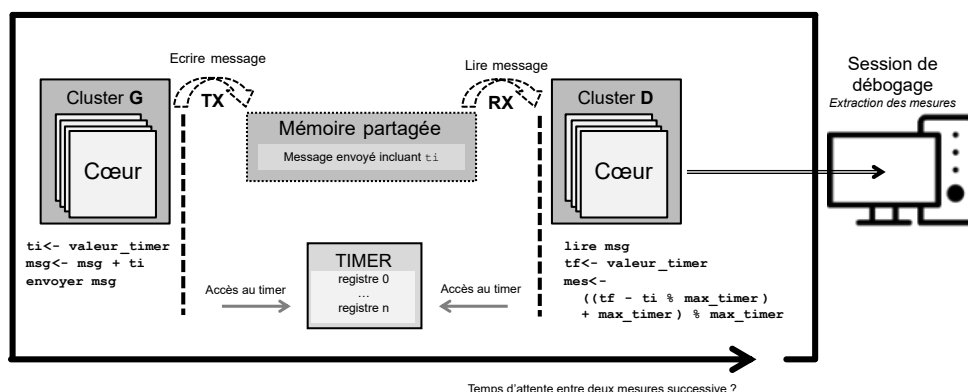 Ecrire message
Lire message
Session de
débogage
Extraction des mesures
Cluster G
TX
RX
Cluster D
Mémoire partagée
Message envoyé incluant ti
Cœur
Cœur
ti<- valeur_timer
msg<- msg + ti
envoyer msg
TIMER
registre 0
…
registre n
Accès au timer
Accès au timer
lire msg
tf<- valeur_timer
mes<-
((tf - ti % max_timer)
+ max_timer) % max_timer
Temps d'attente entre deux mesures successive ?